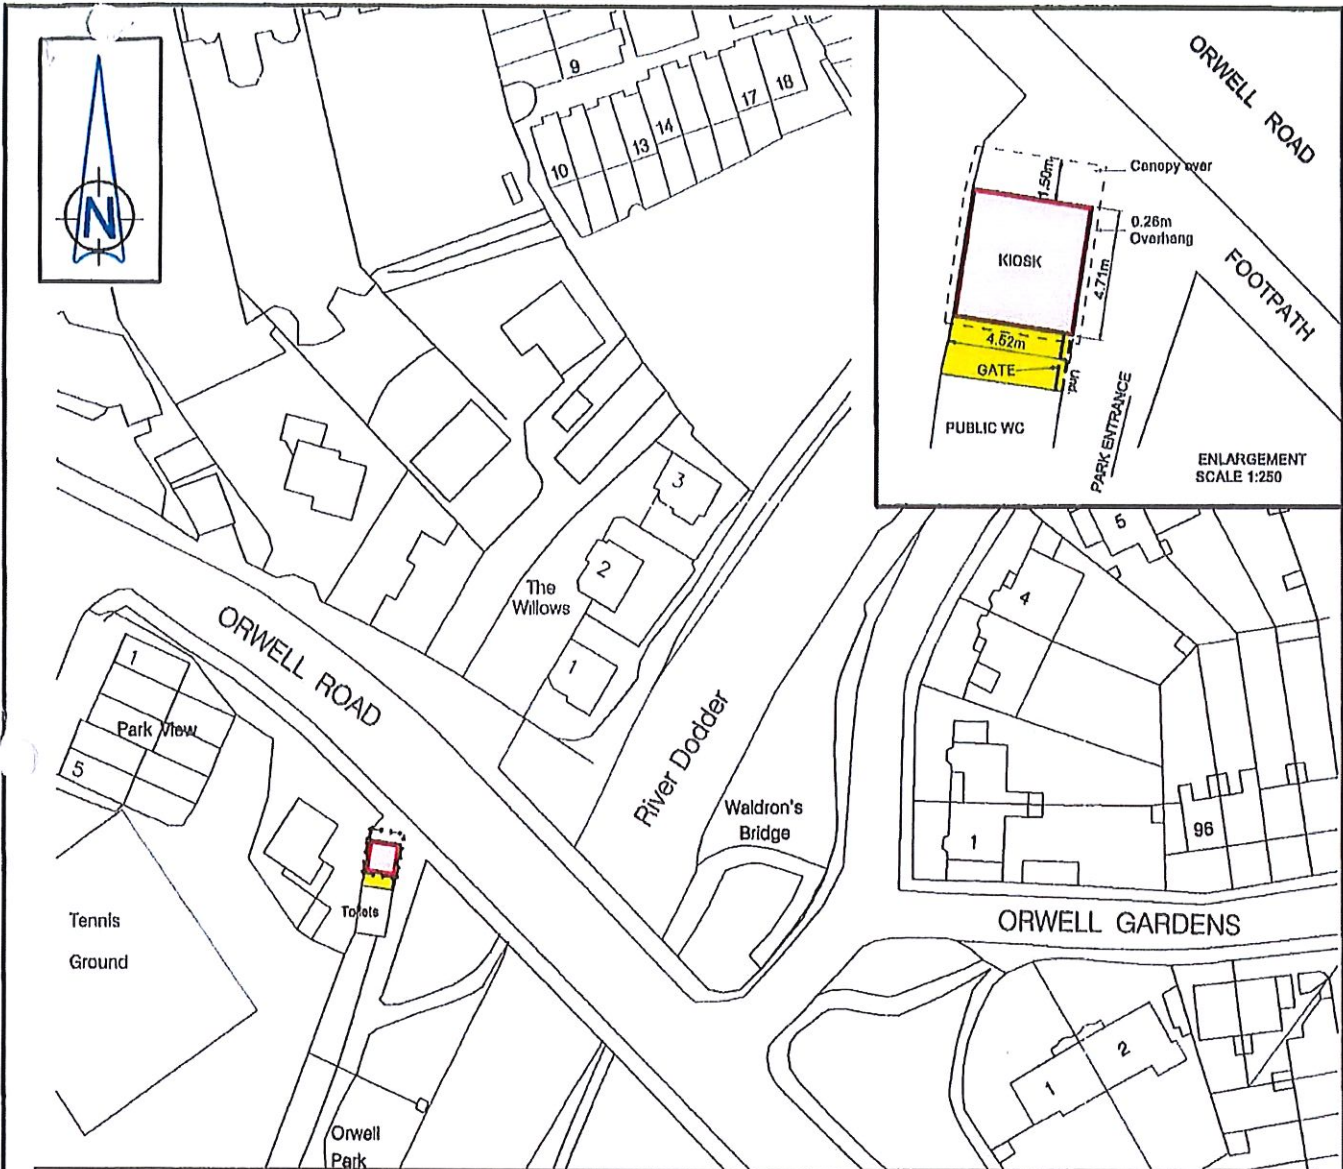 N
9
10
13
14
17
18
ORWELL ROAD
Canopy over
1.50m
0.26m
Overhang
KIOSK
4.71m
FOOTPATH
4.52m
GATE
Und.
PUBLIC WC
PARK ENTRANCE
ENLARGEMENT
SCALE 1:250
3
2
1
The
Willows
ORWELL ROAD
1
Park View
5
River Dodder
Waldron's
Bridge
5
4
1
96
Toilets
Tennis
Ground
ORWELL GARDENS
1
2
Orwell
Park